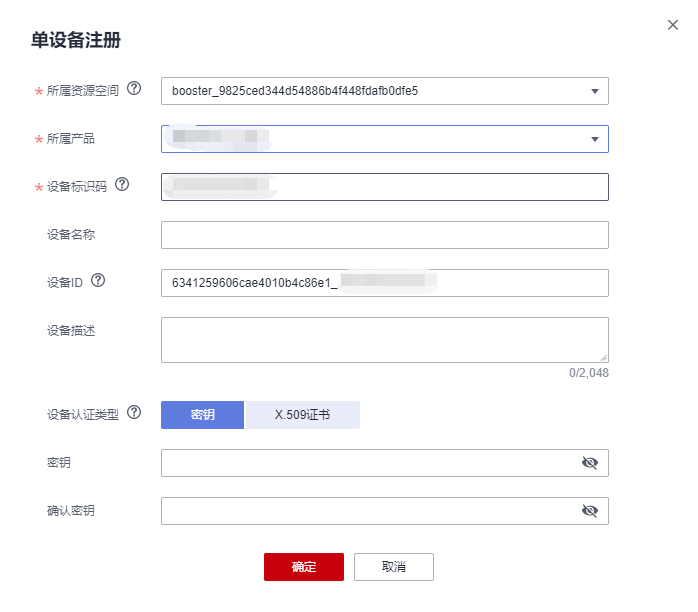 单设备注册
* 所属资源空间 booster_9825ced344d54886b4f448fdafb0dfe5
* 所属产品
* 设备标识码
设备名称
设备ID 6341259606cae4010b4c86e1_
设备描述
0/2,048
设备认证类型 密钥 X.509证书
密钥
确认密钥
确定 取消